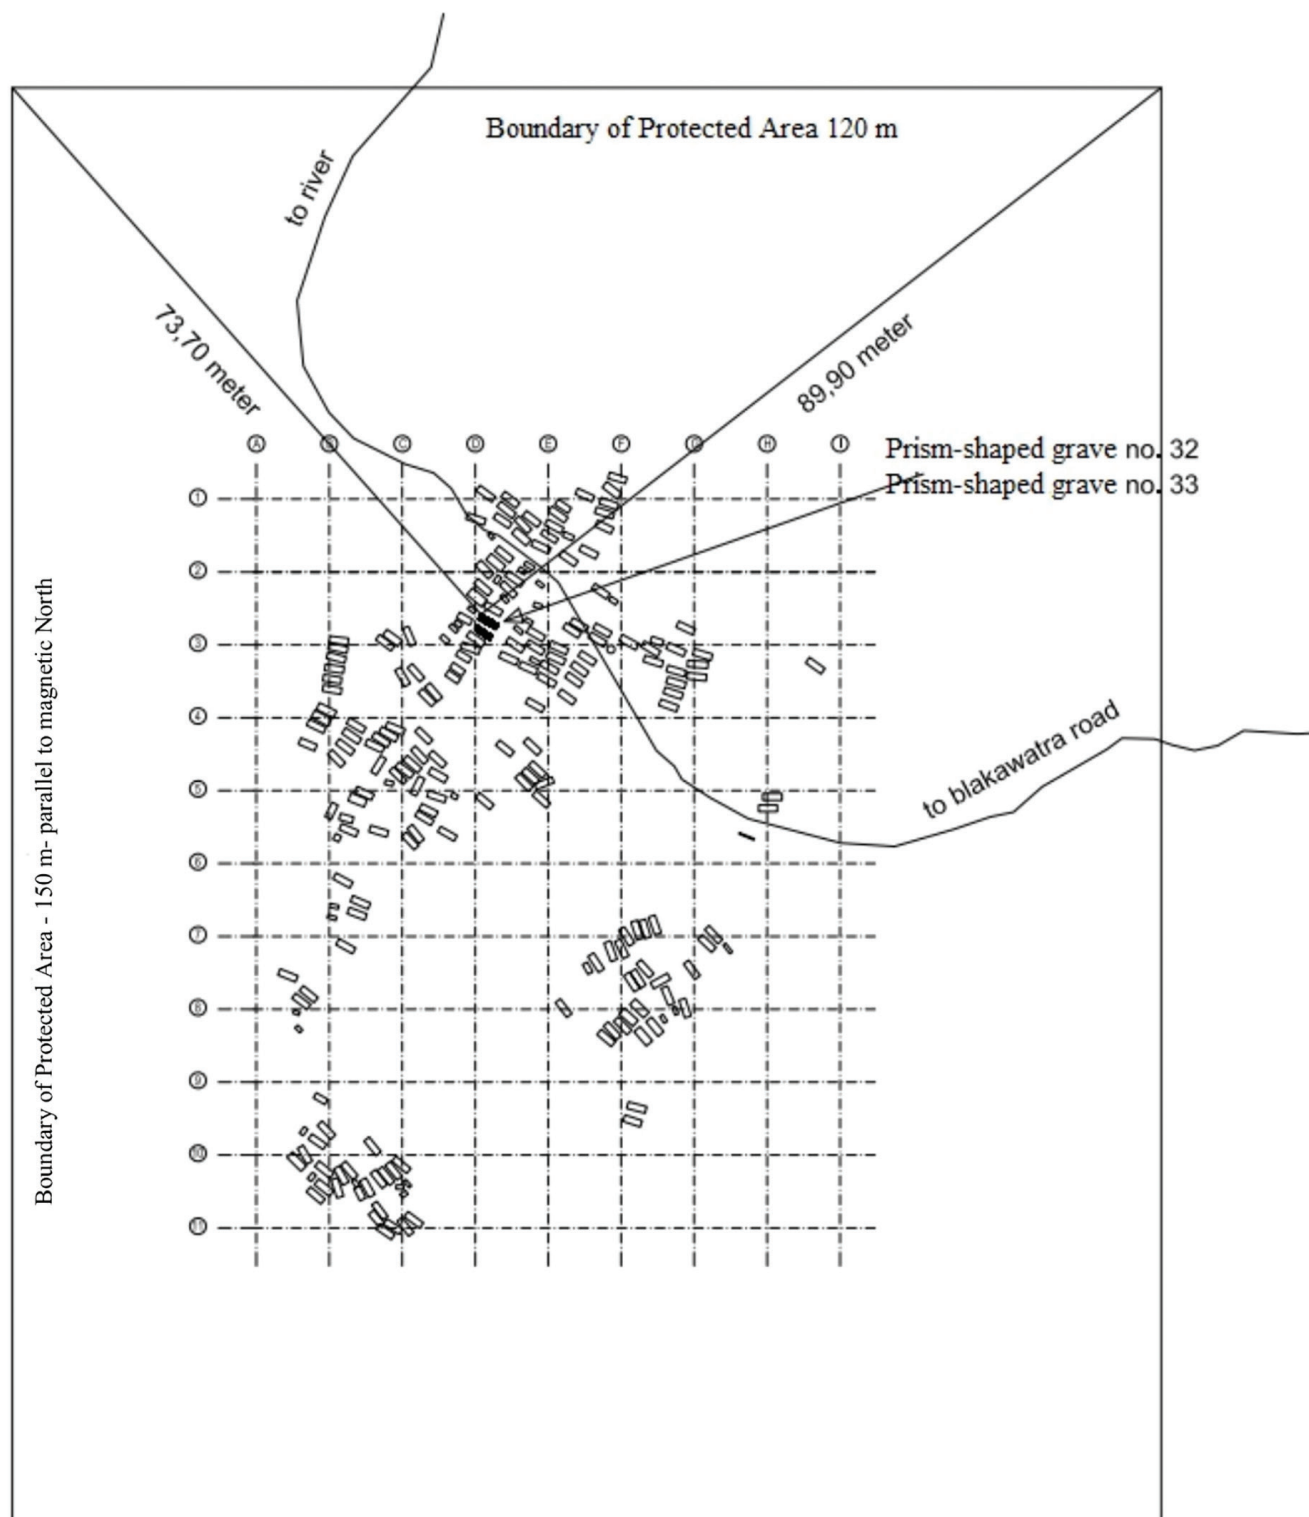 Boundary of Protected Area 120 m
to river
73,70 meter
89,90 meter
A B C D E F G H I
Prism-shaped grave no. 32
Prism-shaped grave no. 33
1
2
3
4
5
6
7
8
9
10
11
to blakawatra road
Boundary of Protected Area - 150 m- parallel to magnetic North